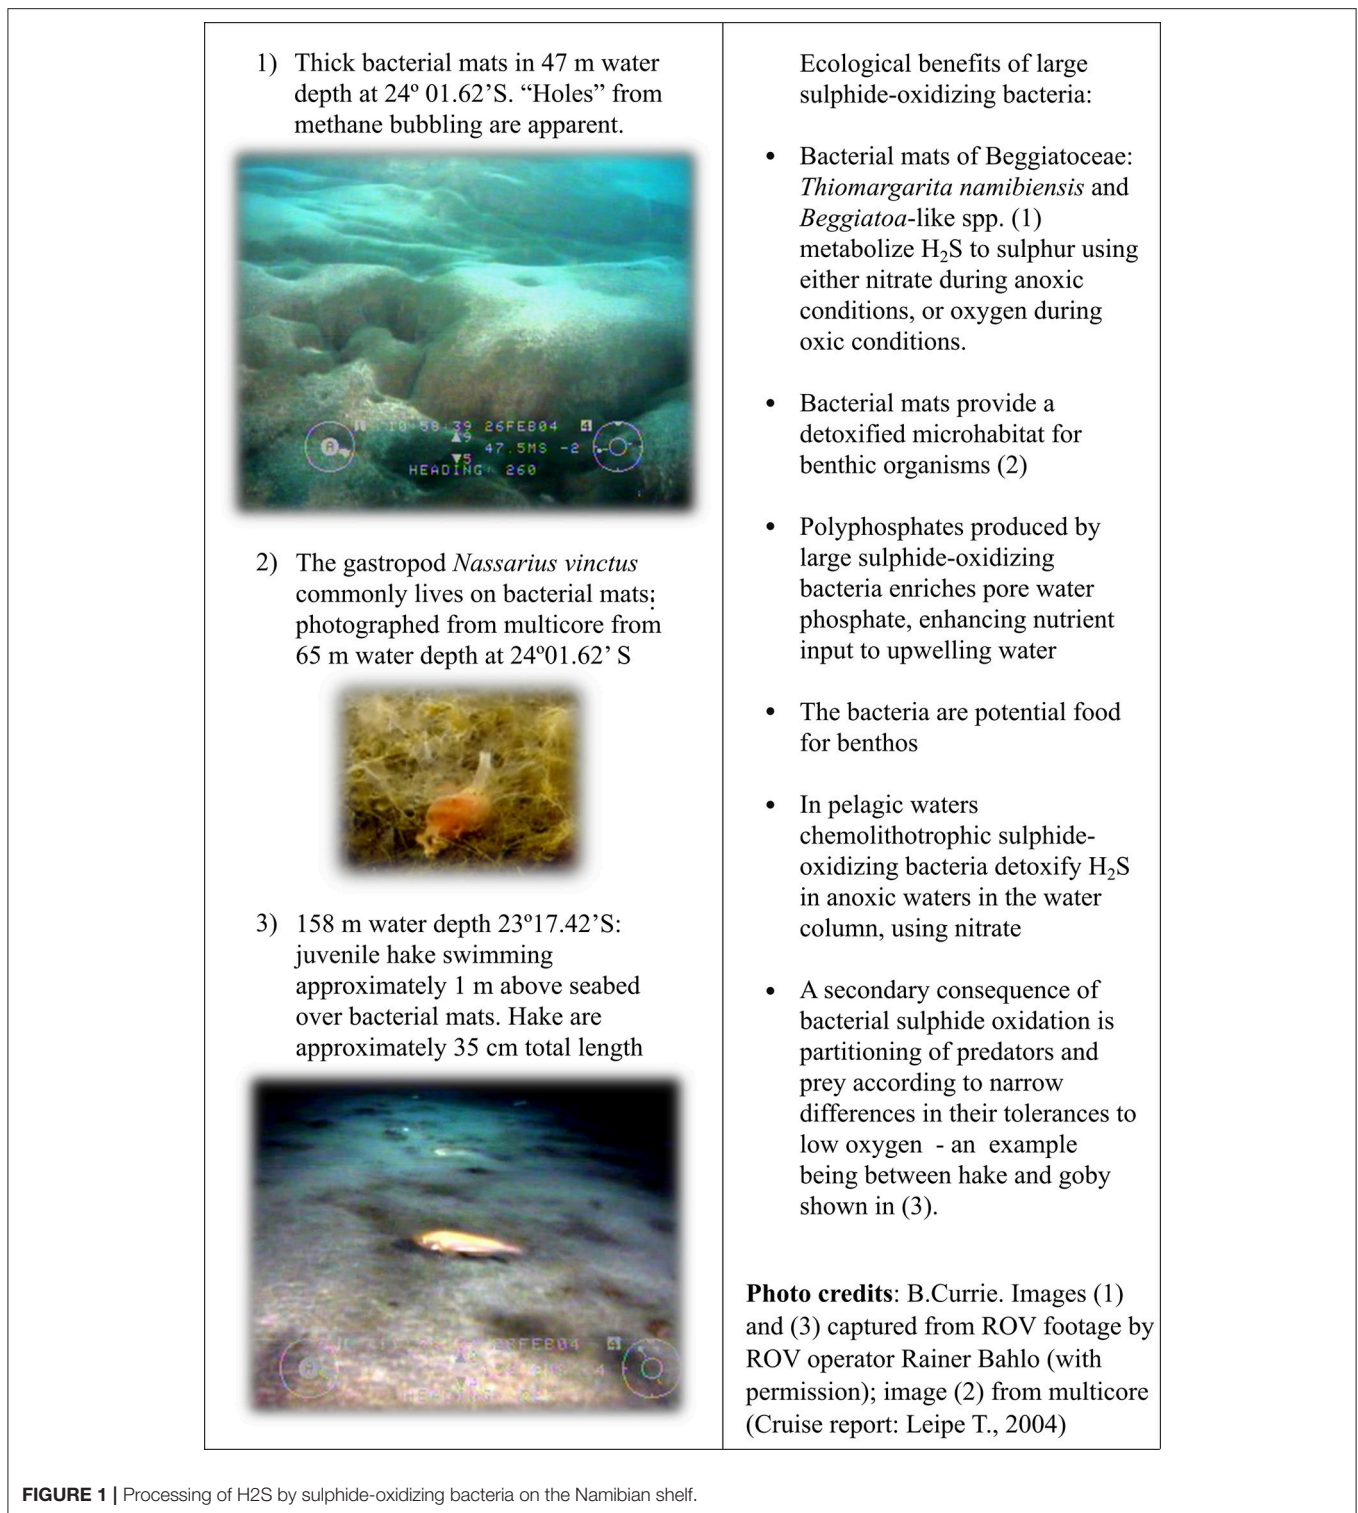 1) Thick bacterial mats in 47 m water
depth at 24º 01.62’S. “Holes” from
methane bubbling are apparent.
58:39 26FEB04 4
47.5MS -2
HEADING: 260
2) The gastropod Nassarius vinctus
commonly lives on bacterial mats;
photographed from multicore from
65 m water depth at 24º01.62’ S
3) 158 m water depth 23º17.42’S:
juvenile hake swimming
approximately 1 m above seabed
over bacterial mats. Hake are
approximately 35 cm total length
Ecological benefits of large
sulphide-oxidizing bacteria:
• Bacterial mats of Beggiatoceae:
Thiomargarita namibiensis and
Beggiatoa-like spp. (1)
metabolize H₂S to sulphur using
either nitrate during anoxic
conditions, or oxygen during
oxic conditions.
• Bacterial mats provide a
detoxified microhabitat for
benthic organisms (2)
• Polyphosphates produced by
large sulphide-oxidizing
bacteria enriches pore water
phosphate, enhancing nutrient
input to upwelling water
• The bacteria are potential food
for benthos
• In pelagic waters
chemolithotrophic sulphide-
oxidizing bacteria detoxify H₂S
in anoxic waters in the water
column, using nitrate
• A secondary consequence of
bacterial sulphide oxidation is
partitioning of predators and
prey according to narrow
differences in their tolerances to
low oxygen - an example
being between hake and goby
shown in (3).
Photo credits: B.Currie. Images (1)
and (3) captured from ROV footage by
ROV operator Rainer Bahlo (with
permission); image (2) from multicore
(Cruise report: Leipe T., 2004)
FIGURE 1 | Processing of H2S by sulphide-oxidizing bacteria on the Namibian shelf.